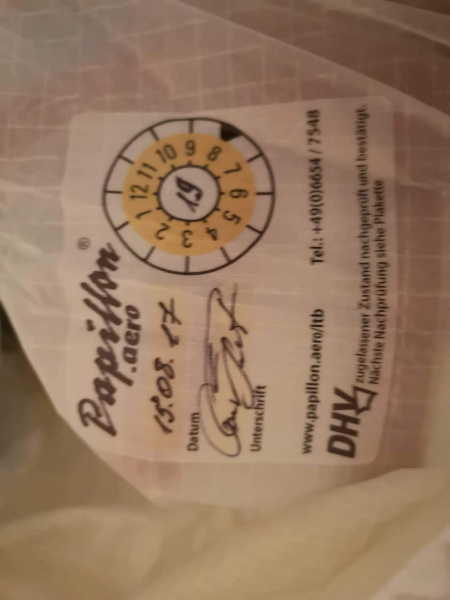 Papillon®
.aero
15.08.17
Datum
Unterschrift
12 11 10 9 8 7 6 5 4 3 2 1
19
www.papillon.aero/ltb
Tel.: +49(0)6654 / 7548
DHV
zugelassener Zustand nachgeprüft und bestätigt.
Nächste Nachprüfung siehe Plakette